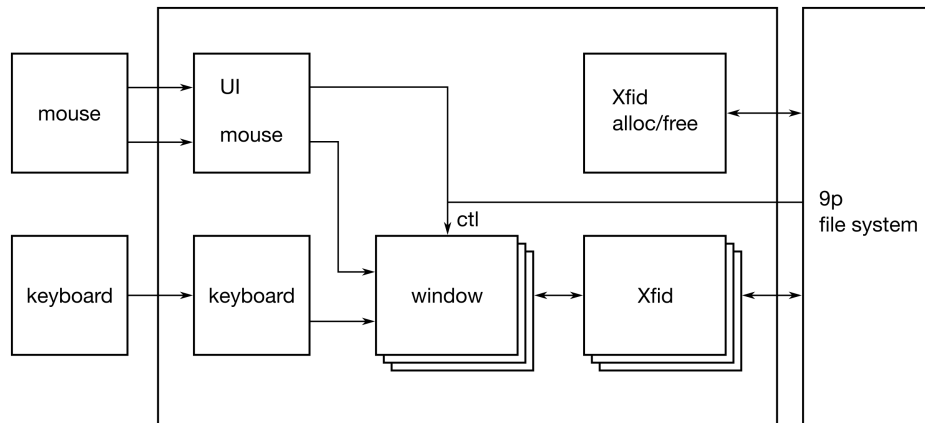 mouse
UI
mouse
Xfid
alloc/free
9p
file system
ctl
keyboard
keyboard
window
Xfid